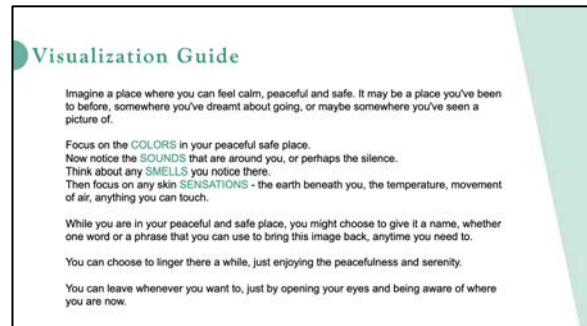 Visualization Guide
Imagine a place where you can feel calm, peaceful and safe. It may be a place you've been
to before, somewhere you've dreamt about going, or maybe somewhere you've seen a
picture of.
Focus on the COLORS in your peaceful safe place.
Now notice the SOUNDS that are around you, or perhaps the silence.
Think about any SMELLS you notice there.
Then focus on any skin SENSATIONS - the earth beneath you, the temperature, movement
of air, anything you can touch.
While you are in your peaceful and safe place, you might choose to give it a name, whether
one word or a phrase that you can use to bring this image back, anytime you need to.
You can choose to linger there a while, just enjoying the peacefulness and serenity.
You can leave whenever you want to, just by opening your eyes and being aware of where
you are now.